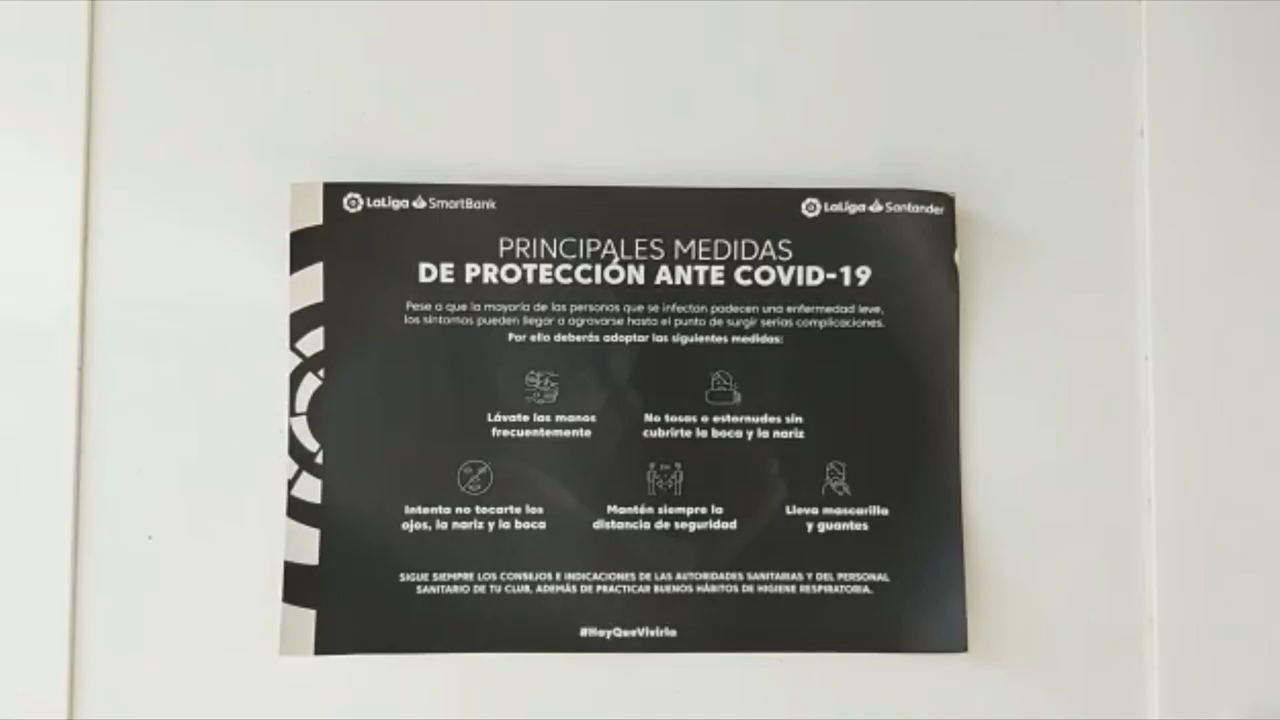 LaLiga SmartBank
LaLiga Santander
PRINCIPALES MEDIDAS
DE PROTECCIÓN ANTE COVID-19
Pese a que la mayoría de las personas que se infectan padecen una enfermedad leve,
los síntomas pueden llegar a agravarse hasta el punto de surgir serias complicaciones.
Por ello deberás adoptar las siguientes medidas:
Lávate las manos
frecuentemente
No tosas o estornudes sin
cubrirte la boca y la nariz
Intenta no tocarte los
ojos, la nariz y la boca
Mantén siempre la
distancia de seguridad
Lleva mascarilla
y guantes
SIGUE SIEMPRE LOS CONSEJOS E INDICACIONES DE LAS AUTORIDADES SANITARIAS Y DEL PERSONAL
SANITARIO DE TU CLUB, ADEMÁS DE PRACTICAR BUENOS HÁBITOS DE HIGIENE RESPIRATORIA.
#HayQueVivirla